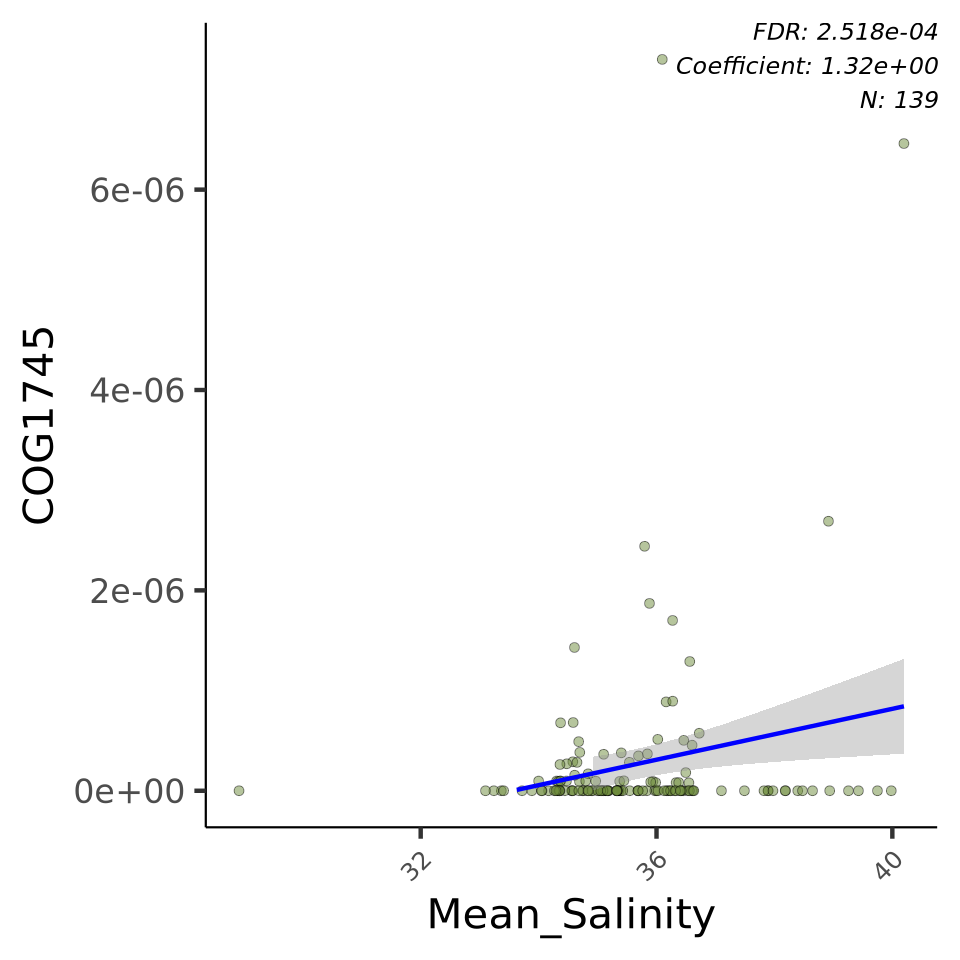 FDR: 2.518e-04
Coefficient: 1.32e+00
N: 139
6e-06
4e-06
2e-06
0e+00
COG1745
32
36
40
Mean_Salinity